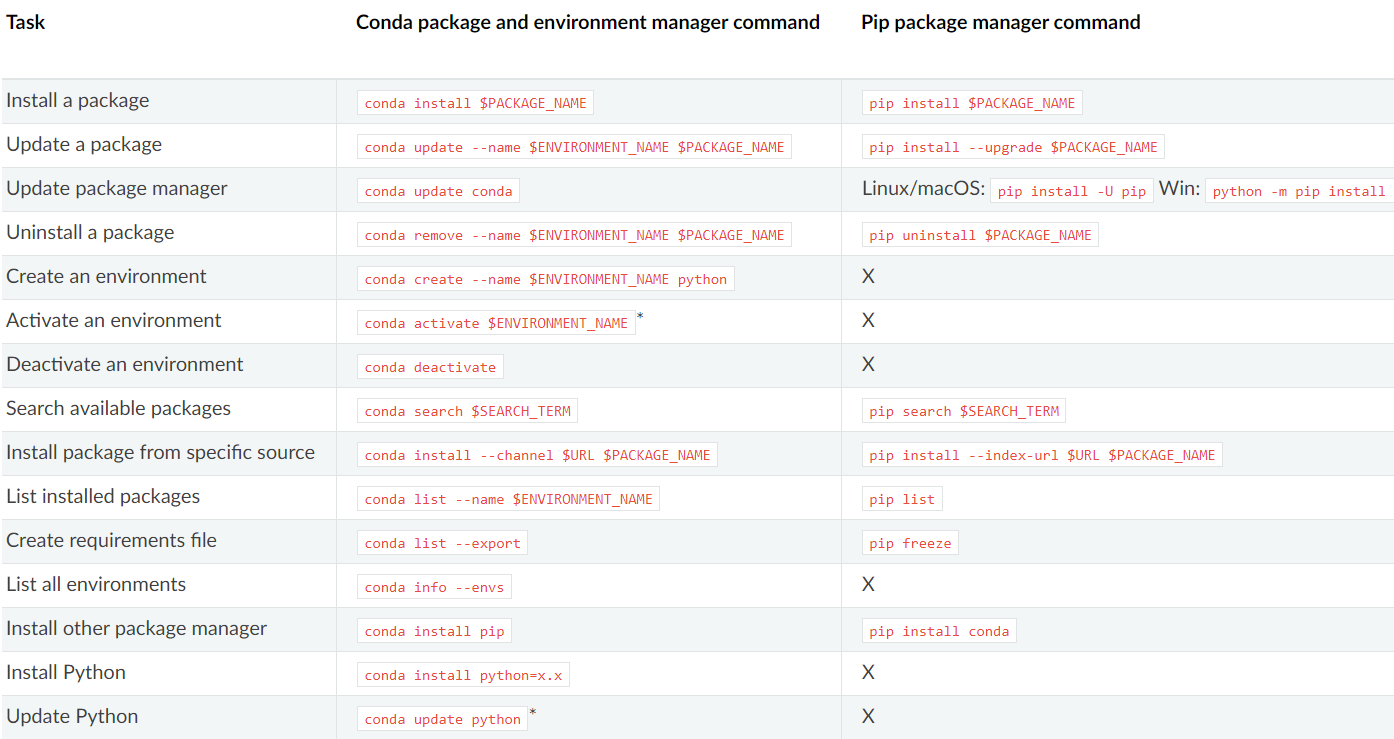 Task Conda package and environment manager command Pip package manager command
Install a package conda install $PACKAGE_NAME pip install $PACKAGE_NAME
Update a package conda update --name $ENVIRONMENT_NAME $PACKAGE_NAME pip install --upgrade $PACKAGE_NAME
Update package manager conda update conda Linux/macOS: pip install -U pip Win: python -m pip install
Uninstall a package conda remove --name $ENVIRONMENT_NAME $PACKAGE_NAME pip uninstall $PACKAGE_NAME
Create an environment conda create --name $ENVIRONMENT_NAME python X
Activate an environment conda activate $ENVIRONMENT_NAME * X
Deactivate an environment conda deactivate X
Search available packages conda search $SEARCH_TERM pip search $SEARCH_TERM
Install package from specific source conda install --channel $URL $PACKAGE_NAME pip install --index-url $URL $PACKAGE_NAME
List installed packages conda list --name $ENVIRONMENT_NAME pip list
Create requirements file conda list --export pip freeze
List all environments conda info --envs X
Install other package manager conda install pip pip install conda
Install Python conda install python=x.x X
Update Python conda update python * X